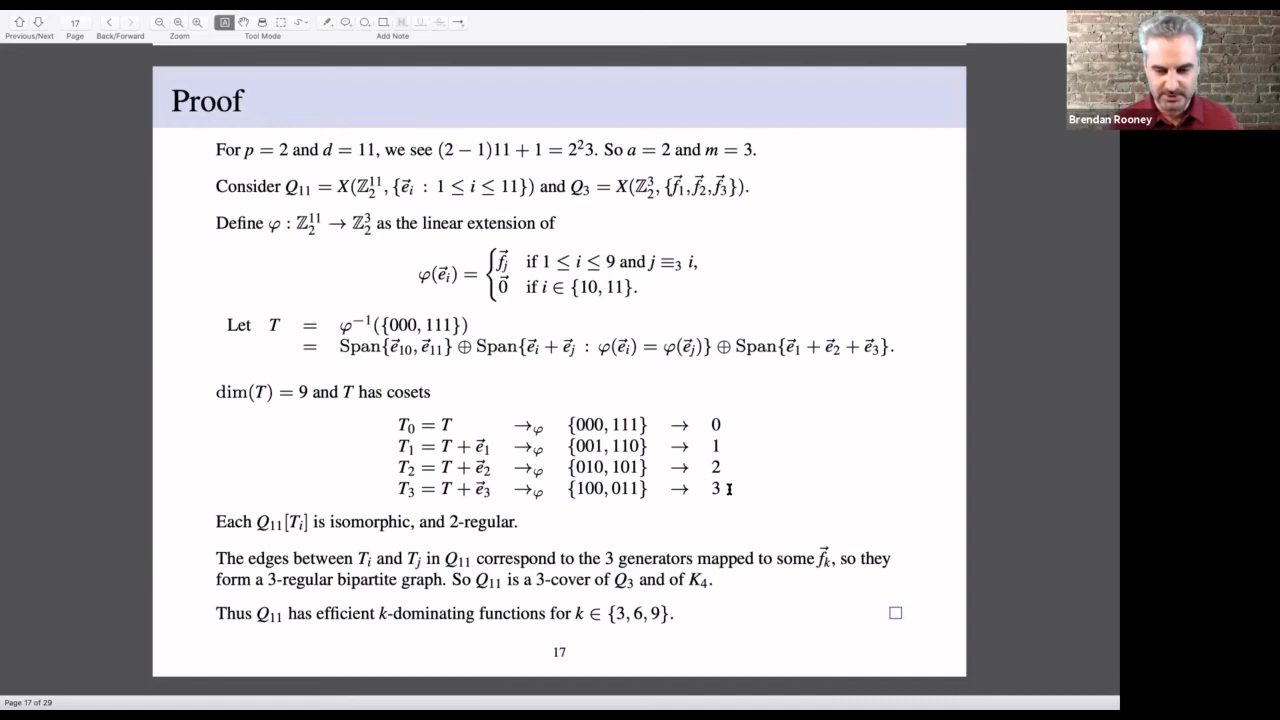 17
Previous/Next Page Back/Forward Zoom Tool Mode Add Note
Brendan Rooney
Proof
For p = 2 and d = 11, we see (2 − 1)11 + 1 = 2²3. So a = 2 and m = 3.
Consider Q₁₁ = X(ℤ₂¹¹, {e⃗ᵢ : 1 ≤ i ≤ 11}) and Q₃ = X(ℤ₂³, {f⃗₁,f⃗₂,f⃗₃}).
Define φ : ℤ₂¹¹ → ℤ₂³ as the linear extension of
φ(e⃗ᵢ) = { f⃗ⱼ if 1 ≤ i ≤ 9 and j ≡₃ i,
0⃗ if i ∈ {10, 11}.
Let T = φ⁻¹({000, 111})
= Span{e⃗₁₀, e⃗₁₁} ⊕ Span{e⃗ᵢ + e⃗ⱼ : φ(e⃗ᵢ) = φ(e⃗ⱼ)} ⊕ Span{e⃗₁ + e⃗₂ + e⃗₃}.
dim(T) = 9 and T has cosets
T₀ = T →φ {000, 111} → 0
T₁ = T + e⃗₁ →φ {001, 110} → 1
T₂ = T + e⃗₂ →φ {010, 101} → 2
T₃ = T + e⃗₃ →φ {100, 011} → 3
Each Q₁₁[Tᵢ] is isomorphic, and 2-regular.
The edges between Tᵢ and Tⱼ in Q₁₁ correspond to the 3 generators mapped to some f⃗ₖ, so they
form a 3-regular bipartite graph. So Q₁₁ is a 3-cover of Q₃ and of K₄.
Thus Q₁₁ has efficient k-dominating functions for k ∈ {3, 6, 9}.
17
Page 17 of 29